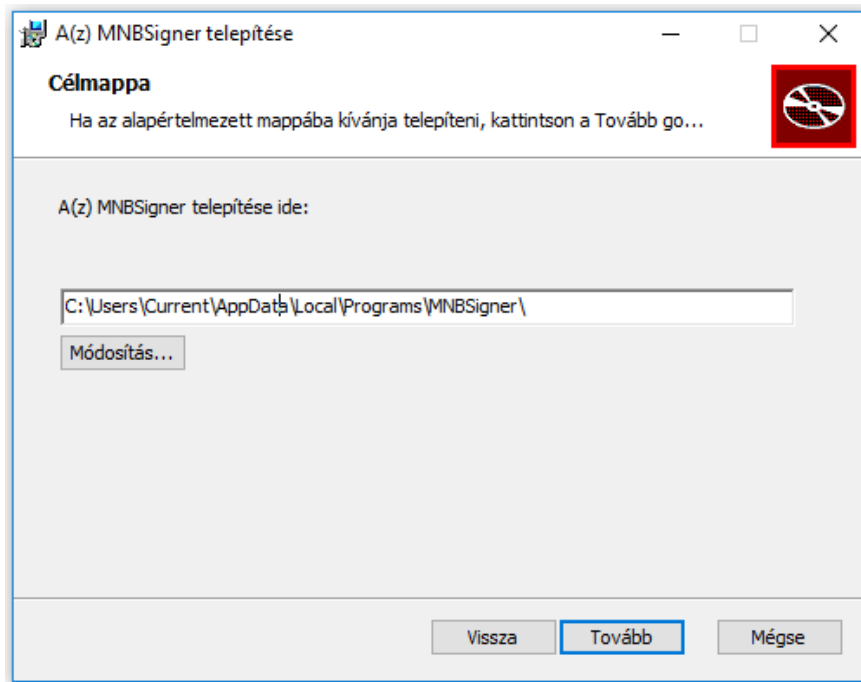 A(z) MNBSigner telepítése
Célmappa
Ha az alapértelmezett mappába kívánja telepíteni, kattintson a Tovább go...
A(z) MNBSigner telepítése ide:
C:\Users\Current\AppData\Local\Programs\MNBSigner\
Módosítás...
Vissza Tovább Mégse